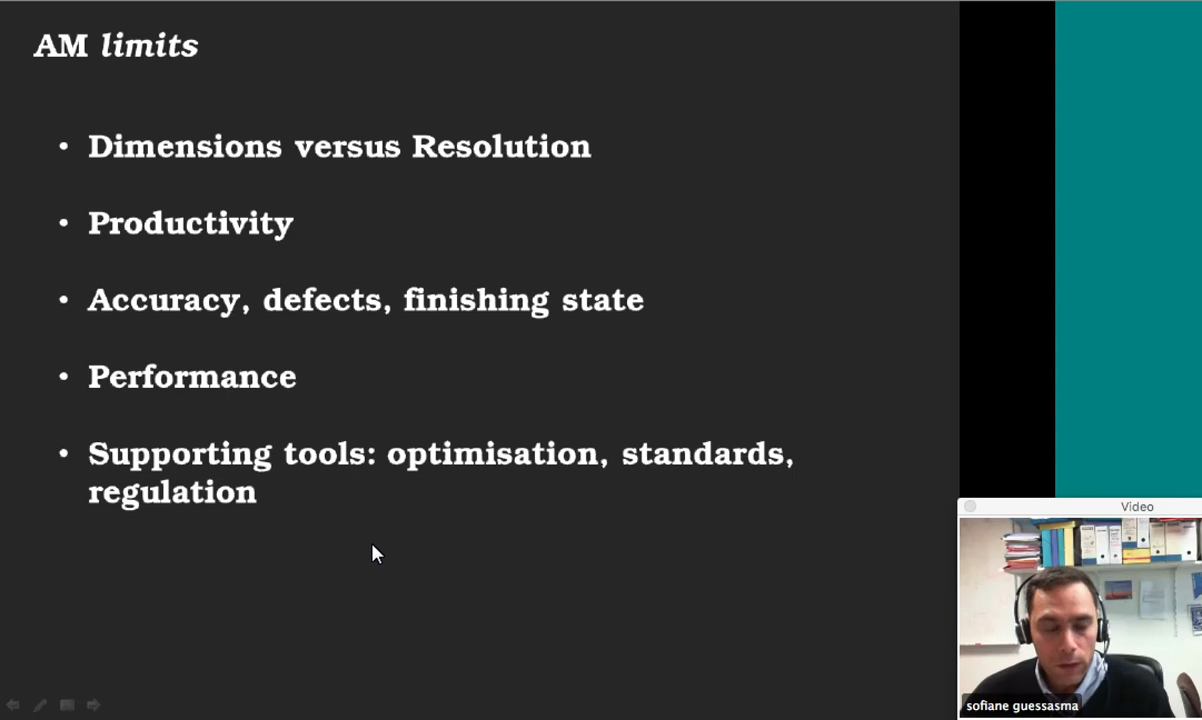 AM limits
• Dimensions versus Resolution
• Productivity
• Accuracy, defects, finishing state
• Performance
• Supporting tools: optimisation, standards,
regulation
Video
sofiane guessasma